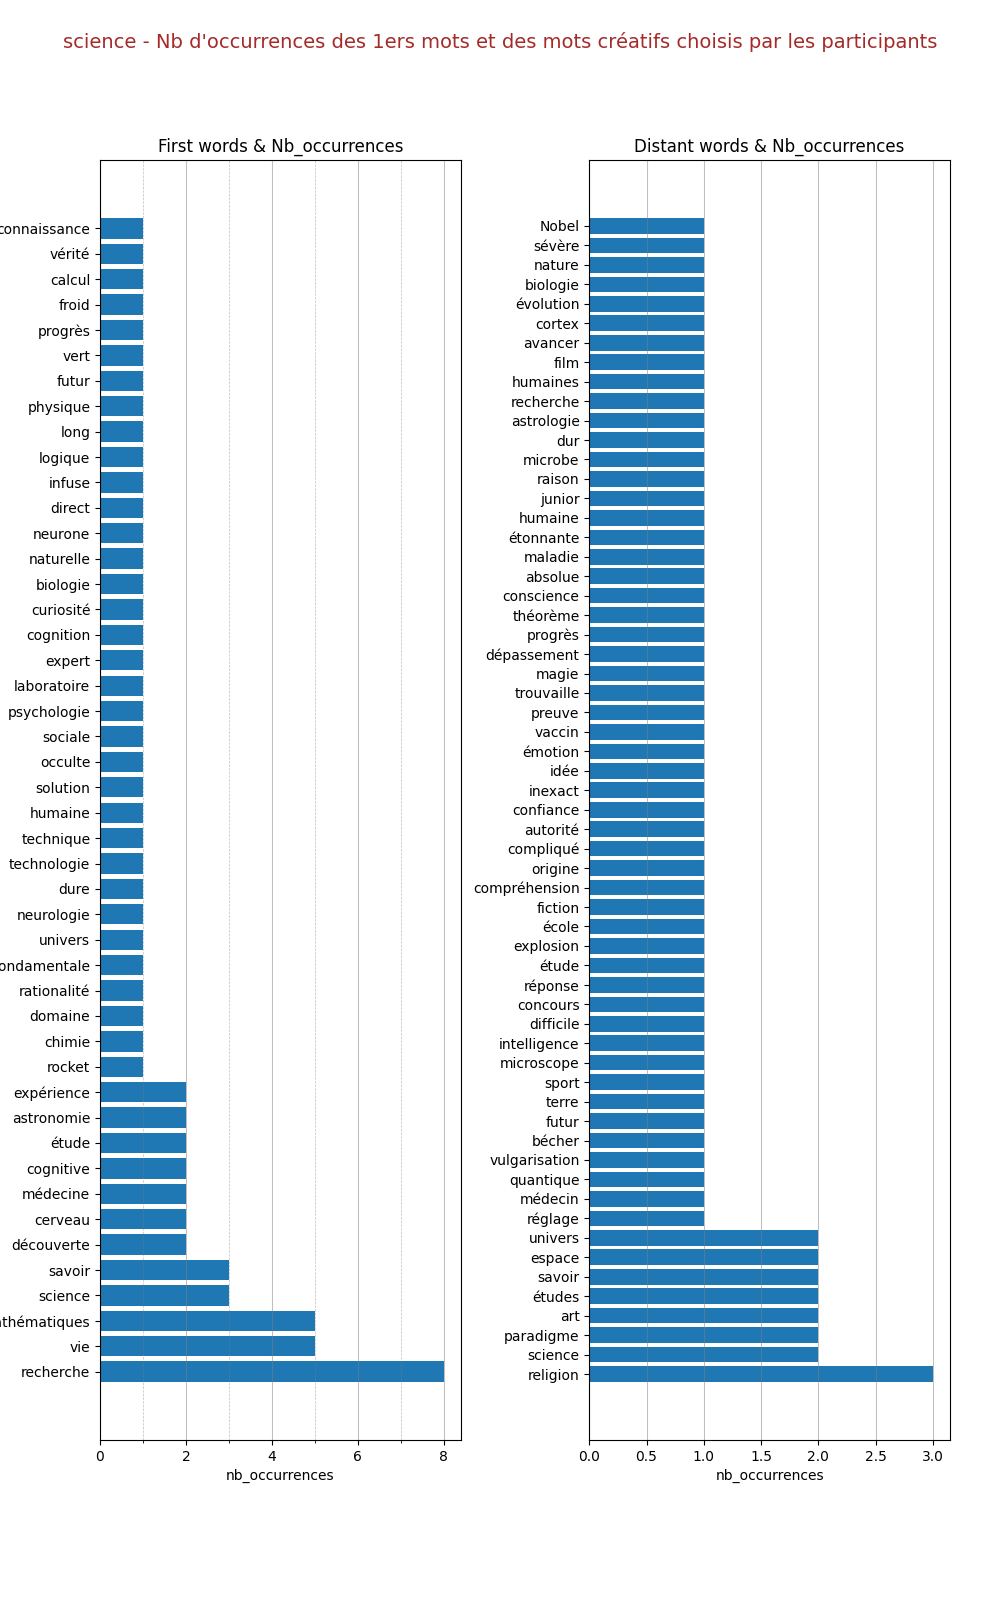 science - Nb d'occurrences des 1ers mots et des mots créatifs choisis par les participants
First words & Nb_occurrences
connaissance
vérité
calcul
froid
progrès
vert
futur
physique
long
logique
infuse
direct
neurone
naturelle
biologie
curiosité
cognition
expert
laboratoire
psychologie
sociale
occulte
solution
humaine
technique
technologie
dure
neurologie
univers
ondamentale
rationalité
domaine
chimie
rocket
expérience
astronomie
étude
cognitive
médecine
cerveau
découverte
savoir
science
athématiques
vie
recherche
0 2 4 6 8
nb_occurrences
Distant words & Nb_occurrences
Nobel
sévère
nature
biologie
évolution
cortex
avancer
film
humaines
recherche
astrologie
dur
microbe
raison
junior
humaine
étonnante
maladie
absolue
conscience
théorème
progrès
dépassement
magie
trouvaille
preuve
vaccin
émotion
idée
inexact
confiance
autorité
compliqué
origine
compréhension
fiction
école
explosion
étude
réponse
concours
difficile
intelligence
microscope
sport
terre
futur
bécher
vulgarisation
quantique
médecin
réglage
univers
espace
savoir
études
art
paradigme
science
religion
0.0 0.5 1.0 1.5 2.0 2.5 3.0
nb_occurrences